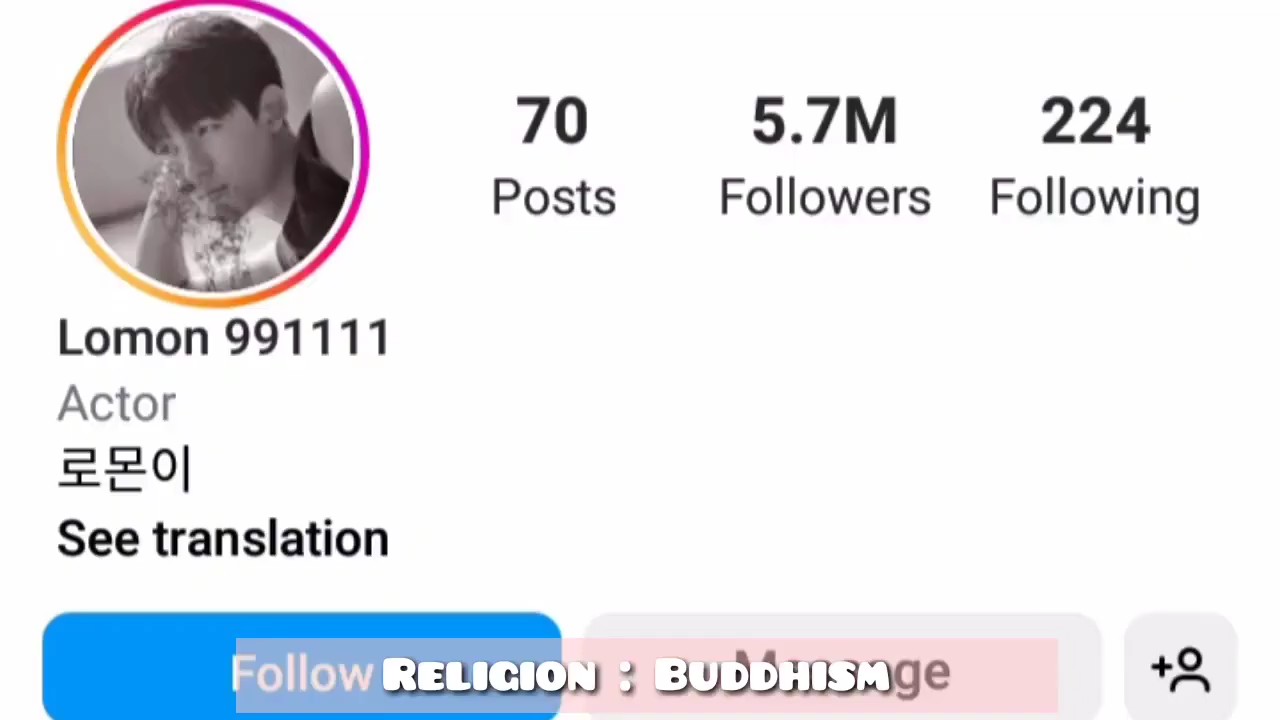 70 5.7M 224
Posts Followers Following
Lomon 991111
Actor
로몬이
See translation
Follow
RELIGION : BUDDHISM